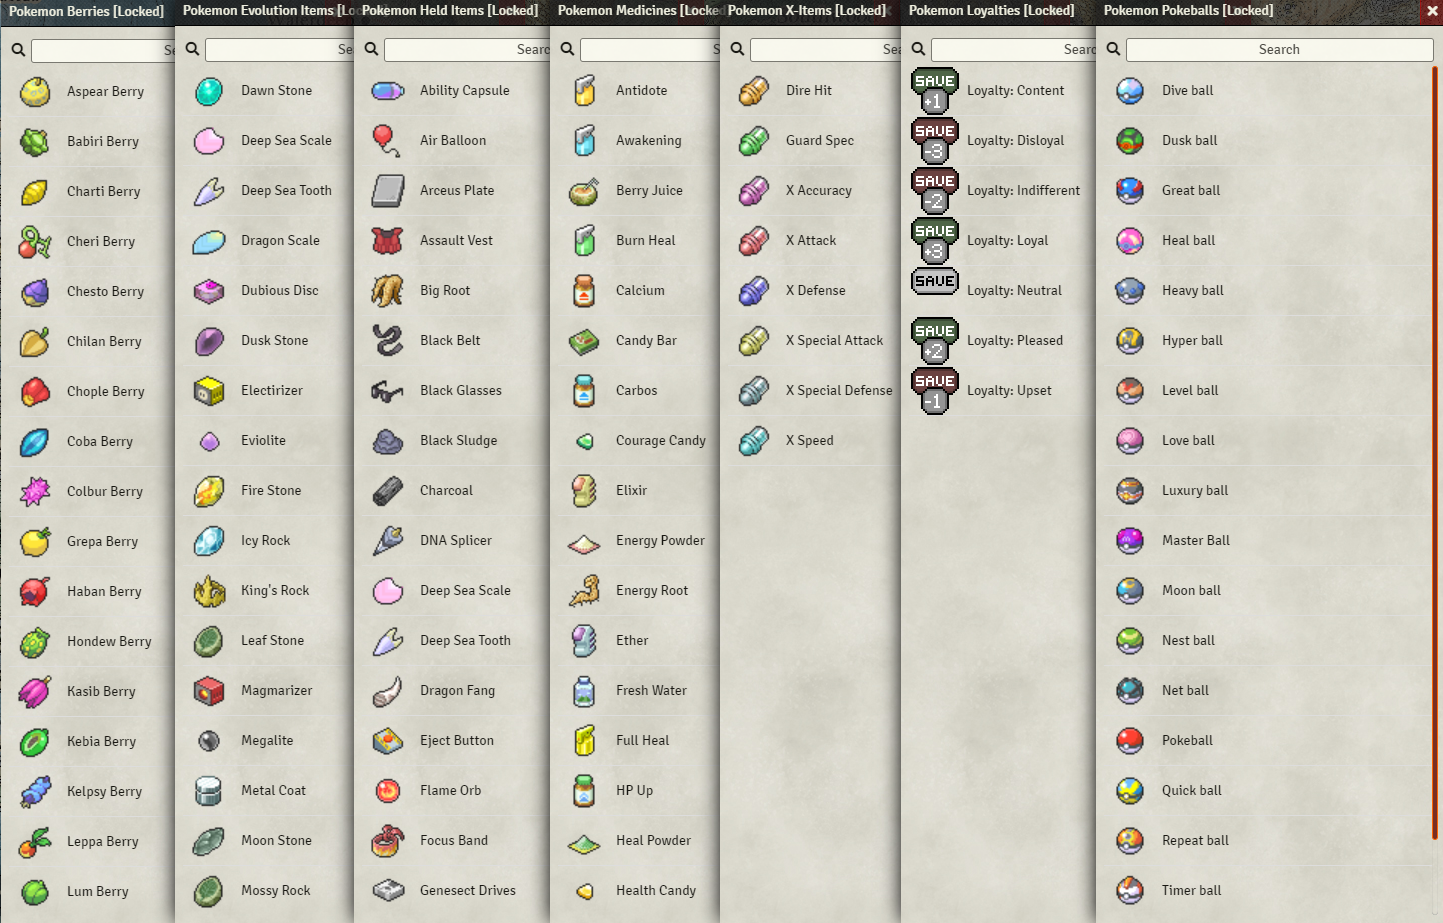 Pokemon Berries [Locked]
Aspear Berry
Babiri Berry
Charti Berry
Cheri Berry
Chesto Berry
Chilan Berry
Chople Berry
Coba Berry
Colbur Berry
Grepa Berry
Haban Berry
Hondew Berry
Kasib Berry
Kebia Berry
Kelpsy Berry
Leppa Berry
Lum Berry
Pokemon Evolution Items [Lo
Dawn Stone
Deep Sea Scale
Deep Sea Tooth
Dragon Scale
Dubious Disc
Dusk Stone
Electirizer
Eviolite
Fire Stone
Icy Rock
King's Rock
Leaf Stone
Magmarizer
Megalite
Metal Coat
Moon Stone
Mossy Rock
Pokemon Held Items [Locked]
Searc
Ability Capsule
Air Balloon
Arceus Plate
Assault Vest
Big Root
Black Belt
Black Glasses
Black Sludge
Charcoal
DNA Splicer
Deep Sea Scale
Deep Sea Tooth
Dragon Fang
Eject Button
Flame Orb
Focus Band
Genesect Drives
Pokemon Medicines [Locked
Antidote
Awakening
Berry Juice
Burn Heal
Calcium
Candy Bar
Carbos
Courage Candy
Elixir
Energy Powder
Energy Root
Ether
Fresh Water
Full Heal
HP Up
Heal Powder
Health Candy
Pokemon X-Items [Locked]
Dire Hit
Guard Spec
X Accuracy
X Attack
X Defense
X Special Attack
X Special Defense
X Speed
Pokemon Loyalties [Locked]
Searc
SAVE
+1
Loyalty: Content
SAVE
-3
Loyalty: Disloyal
SAVE
-2
Loyalty: Indifferent
SAVE
+3
Loyalty: Loyal
SAVE
Loyalty: Neutral
SAVE
+2
Loyalty: Pleased
SAVE
-1
Loyalty: Upset
Pokemon Pokeballs [Locked]
Search
Dive ball
Dusk ball
Great ball
Heal ball
Heavy ball
Hyper ball
Level ball
Love ball
Luxury ball
Master Ball
Moon ball
Nest ball
Net ball
Pokeball
Quick ball
Repeat ball
Timer ball